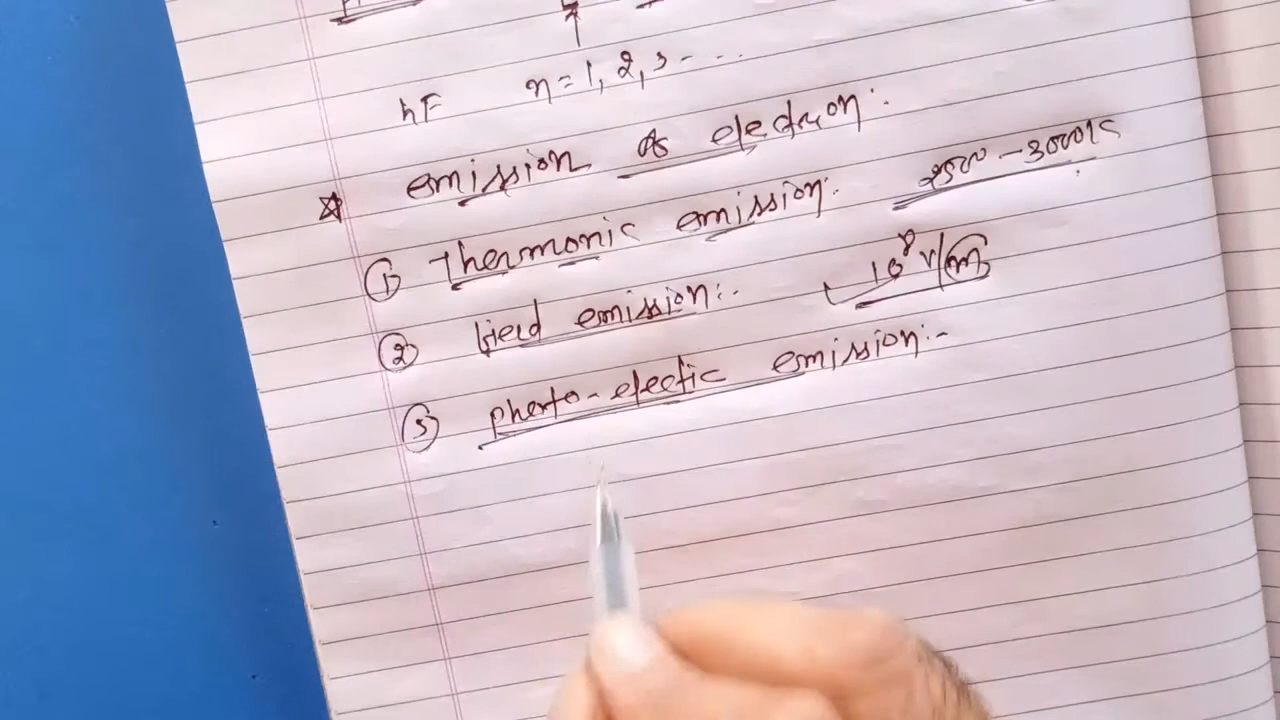 n = 1, 2, 3 - ...
hF
☆ emission of electron:
① Thermonic emission: 2500 - 3000K
② field emission:- 10⁸ V/m
③ photo-electic emission:-